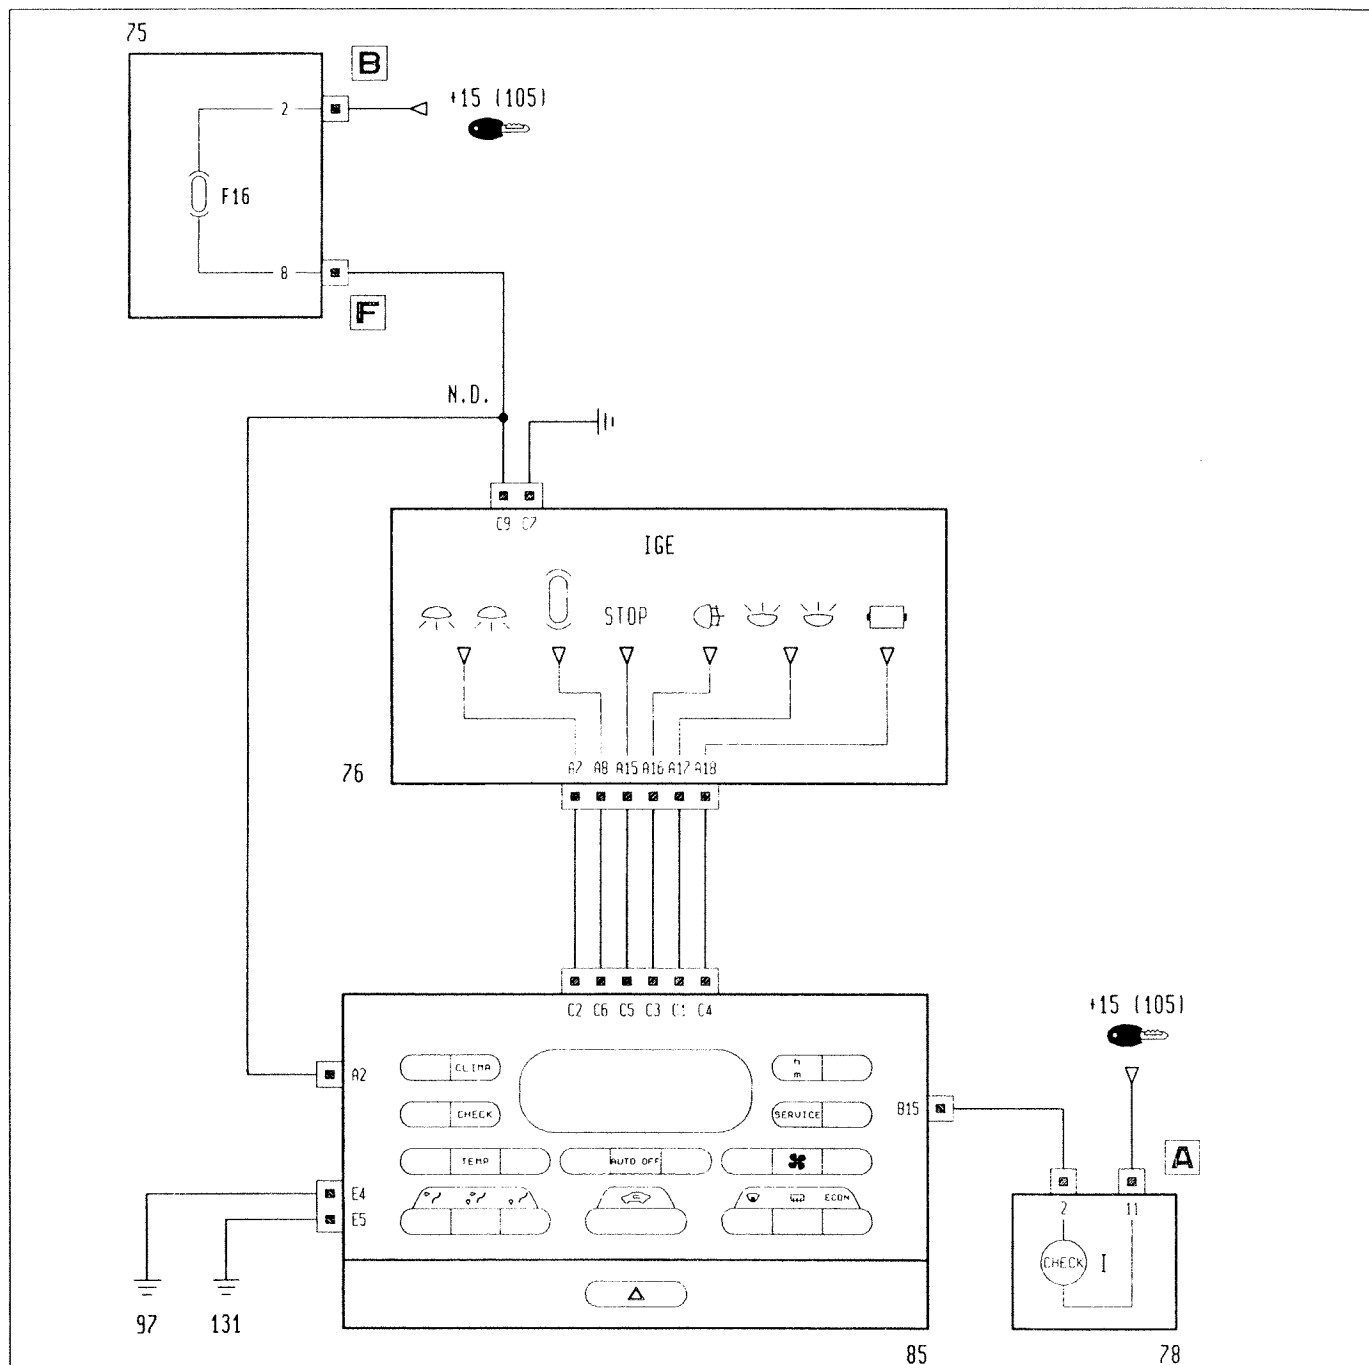 75
B
+15 (105)
2
F16
8
F
N.D.
C9 C7
IGE
STOP
76
A7 A8 A15 A16 A17 A18
C2 C6 C5 C3 C1 C4
+15 (105)
A2
CLIMA
h
m
CHECK
SERVICE
B15
TEMP
AUTO OFF
A
E4
ECON
E5
2
11
CHECK
I
97
131
85
78